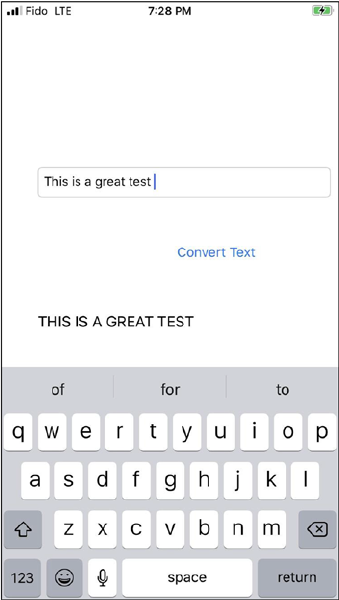 Fido LTE 7:28 PM
This is a great test
Convert Text
THIS IS A GREAT TEST
of for to
q w e r t y u i o p
a s d f g h j k l
z x c v b n m
123 space return